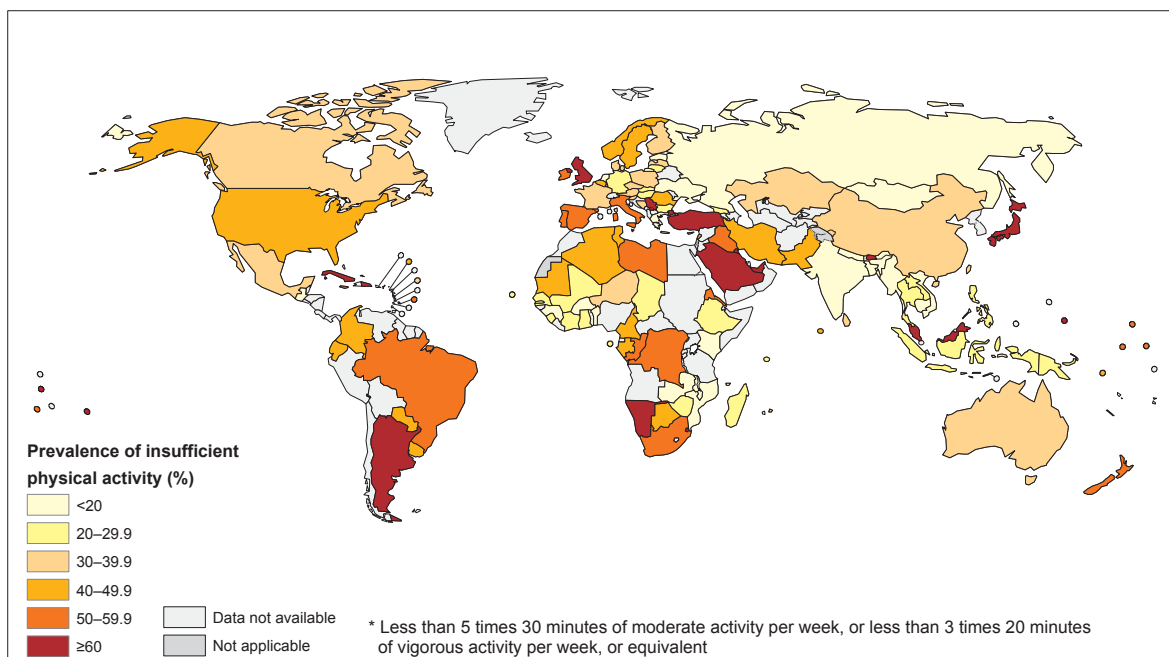 Prevalence of insufficient
physical activity (%)
<20
20–29.9
30–39.9
40–49.9
50–59.9
≥60
Data not available
Not applicable
* Less than 5 times 30 minutes of moderate activity per week, or less than 3 times 20 minutes
of vigorous activity per week, or equivalent